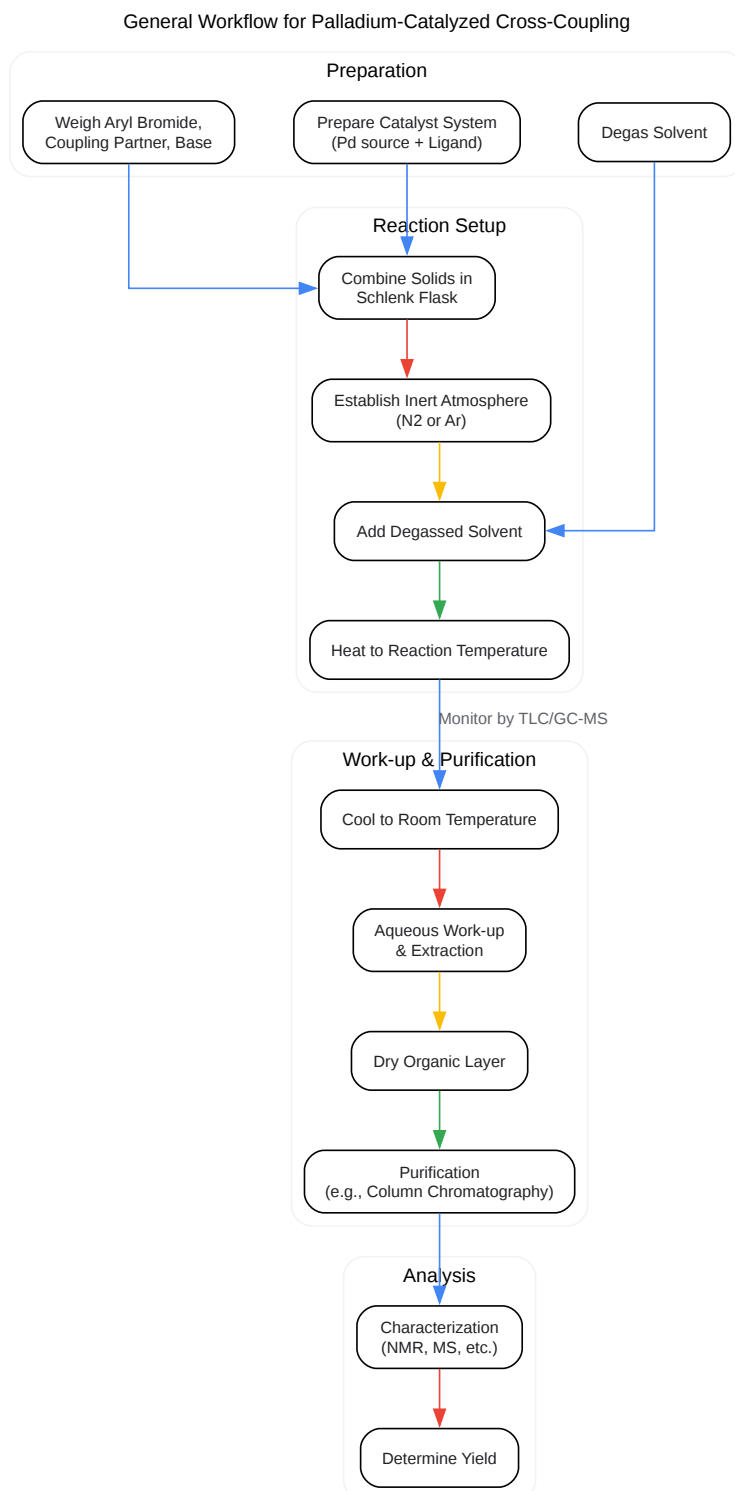 General Workflow for Palladium-Catalyzed Cross-Coupling
Preparation
Weigh Aryl Bromide,
Coupling Partner, Base
Prepare Catalyst System
(Pd source + Ligand)
Degas Solvent
Reaction Setup
Combine Solids in
Schlenk Flask
Establish Inert Atmosphere
(N2 or Ar)
Add Degassed Solvent
Heat to Reaction Temperature
Monitor by TLC/GC-MS
Work-up & Purification
Cool to Room Temperature
Aqueous Work-up
& Extraction
Dry Organic Layer
Purification
(e.g., Column Chromatography)
Analysis
Characterization
(NMR, MS, etc.)
Determine Yield